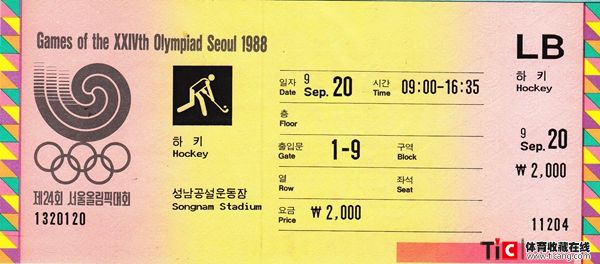 Games of the XXIVth Olympiad Seoul 1988
제24회 서울올림픽대회
1320120
하 키
Hockey
성남공설운동장
Songnam Stadium
일자 9 시간
Date Sep. 20 Time 09:00-16:35
층
Floor
출입문 1-9 구역
Gate Block
열 좌석
Row Seat
요금 ₩ 2,000
Price
LB
하 키
Hockey
9
Sep. 20
₩ 2,000
11204
TiC 体育收藏在线
www.ticang.com